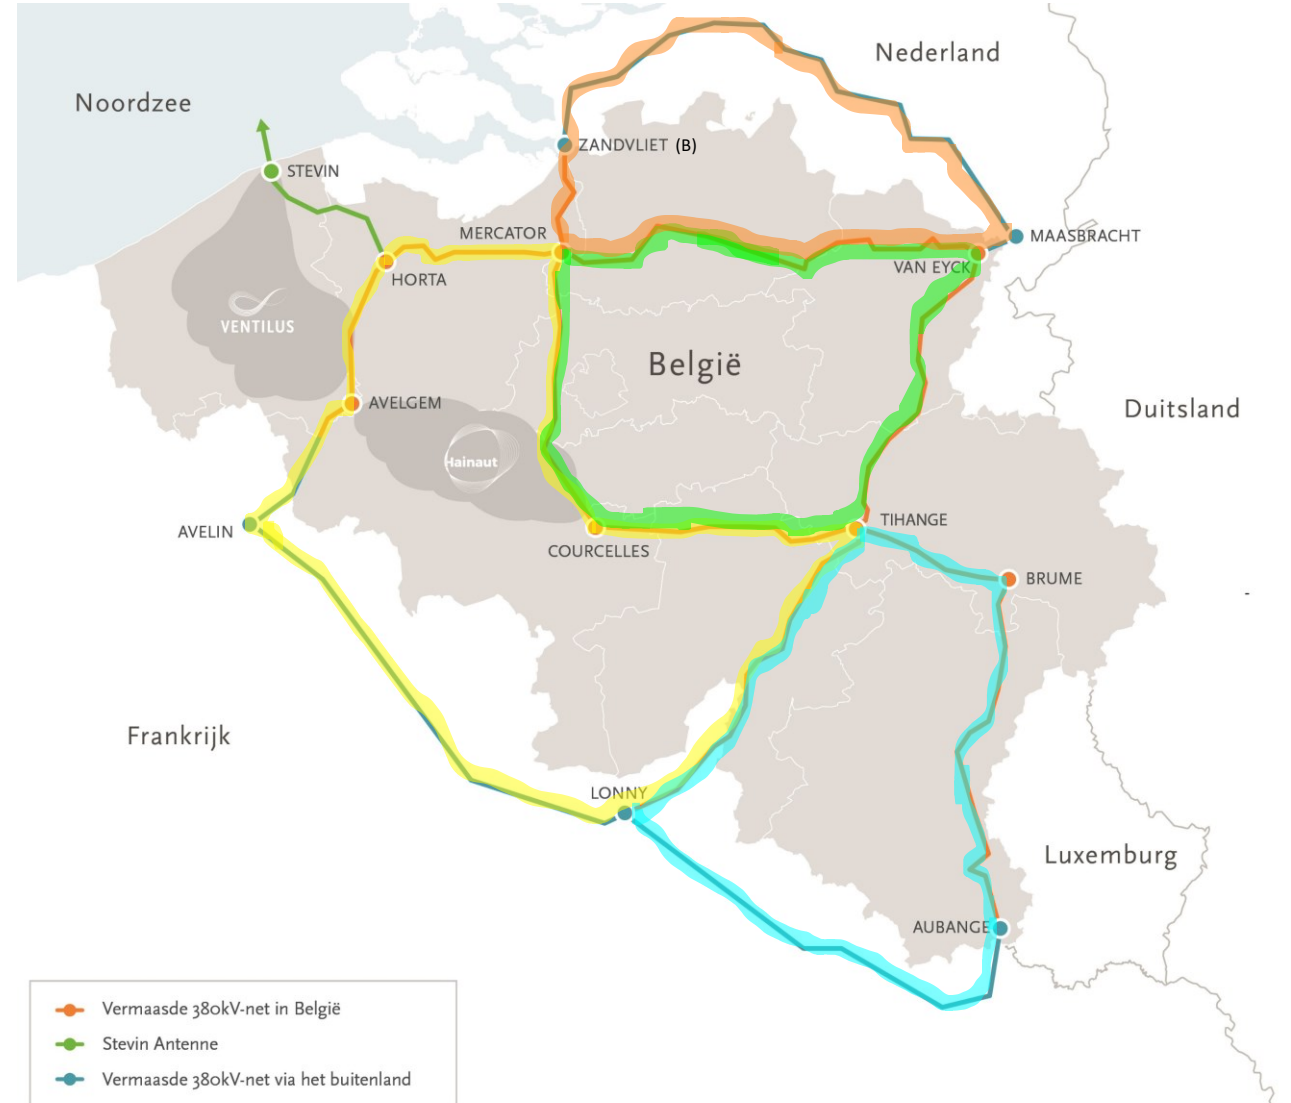 Nederland
Noordzee
ZANDVLIET (B)
STEVIN
MERCATOR
MAASBRACHT
HORTA
VAN EYCK
VENTILUS
België
AVELGEM
Duitsland
Hainaut
AVELIN
TIHANGE
COURCELLES
BRUME
-
Frankrijk
LONNY
Luxemburg
AUBANGE
Vermaasde 380kV-net in België
Stevin Antenne
Vermaasde 380kV-net via het buitenland